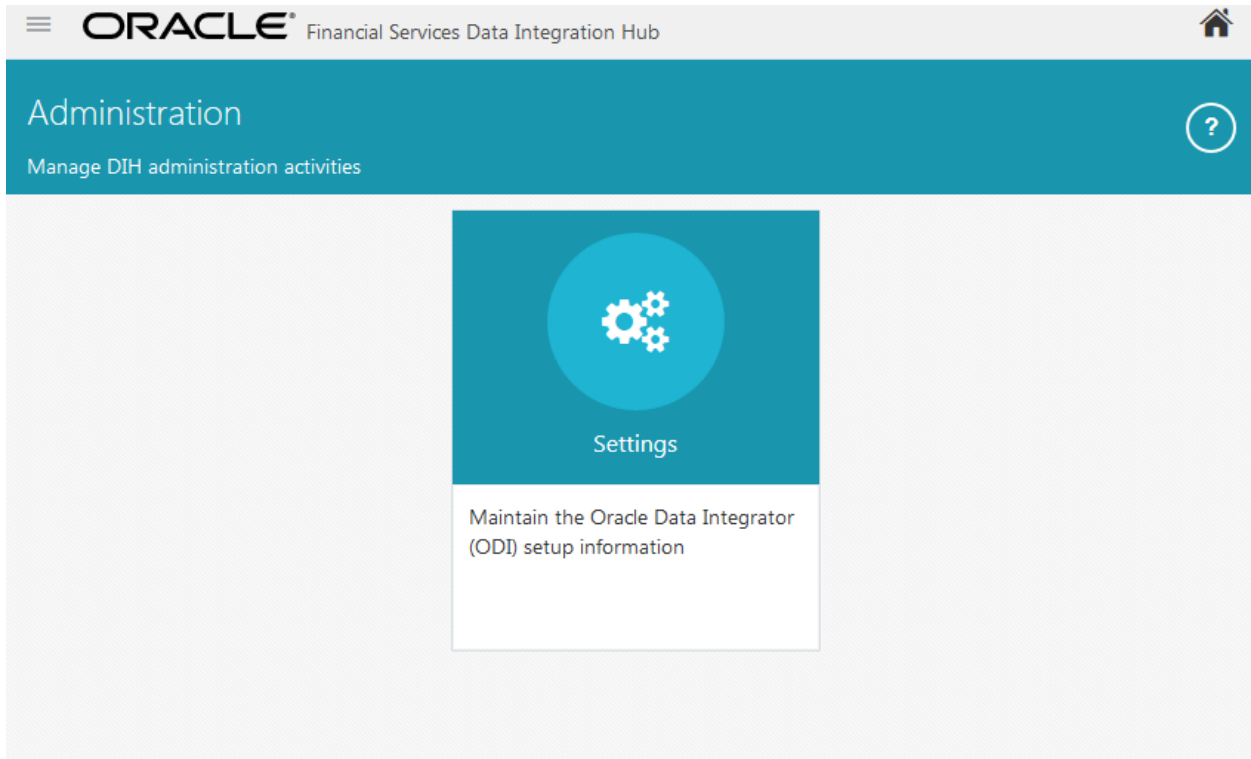 ORACLE® Financial Services Data Integration Hub
Administration
?
Manage DIH administration activities
Settings
Maintain the Oracle Data Integrator
(ODI) setup information